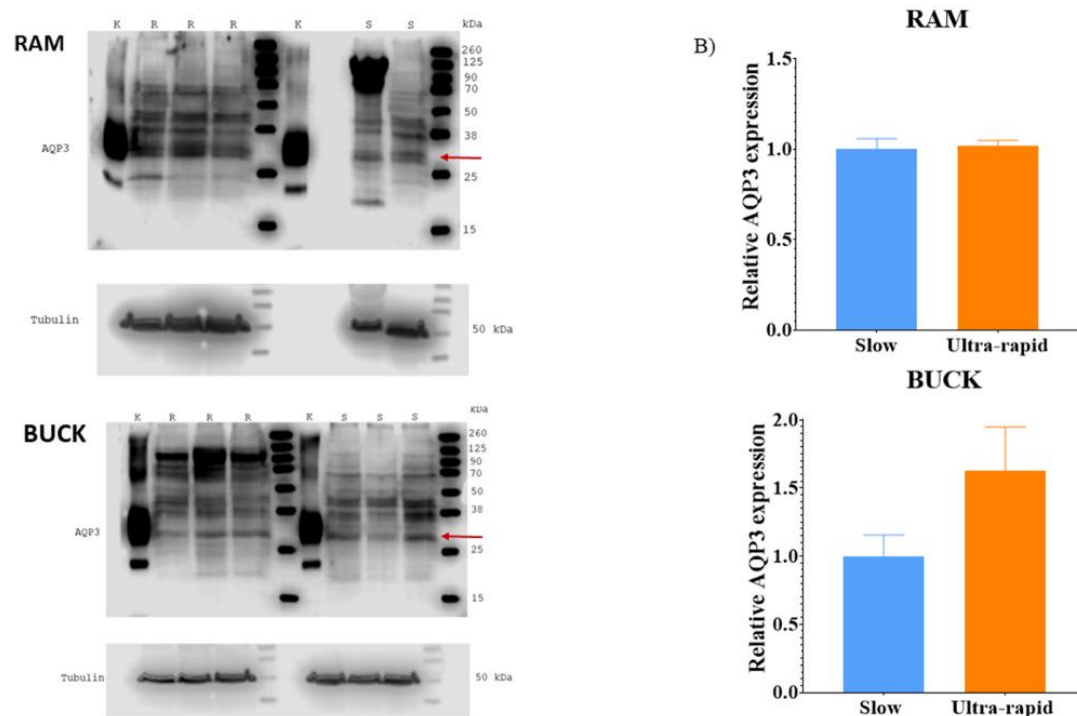 K R R R K S S kDa
RAM
260
125
90
70
50
38
AQP3
25
15
Tubulin
50 kDa
K R R R K S S S kDa
BUCK
260
125
90
70
50
38
AQP3
25
15
Tubulin
50 kDa
B)
RAM
Relative AQP3 expression
1.5
1.0
0.5
0.0
Slow Ultra-rapid
BUCK
Relative AQP3 expression
2.0
1.5
1.0
0.5
0.0
Slow Ultra-rapid